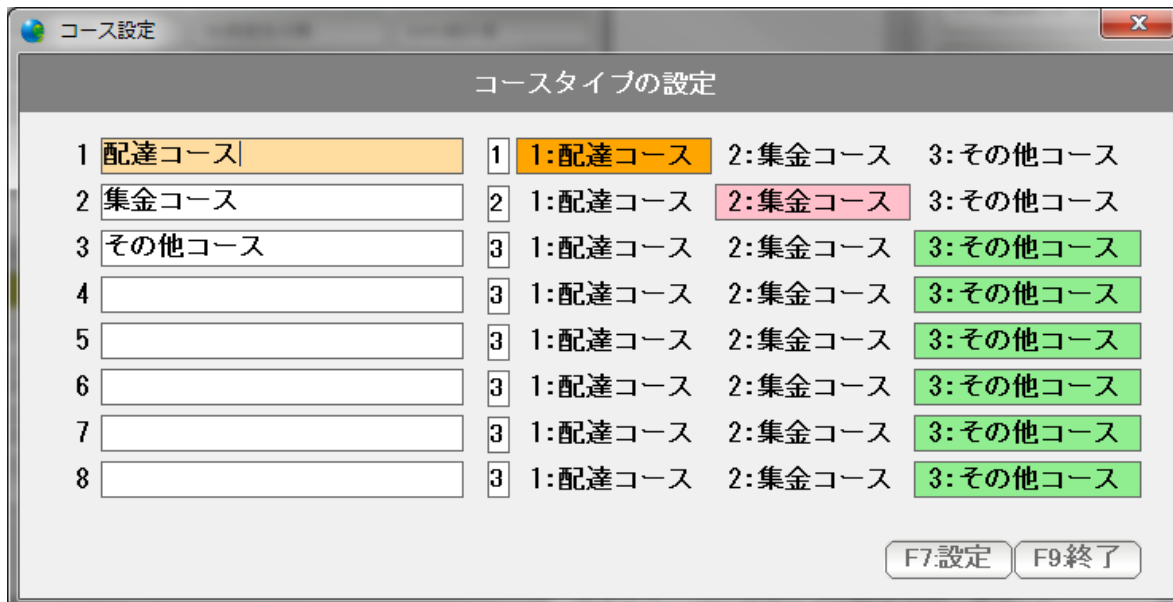 コース設定
コースタイプの設定
1 配達コース 1 1:配達コース 2:集金コース 3:その他コース
2 集金コース 2 1:配達コース 2:集金コース 3:その他コース
3 その他コース 3 1:配達コース 2:集金コース 3:その他コース
4 3 1:配達コース 2:集金コース 3:その他コース
5 3 1:配達コース 2:集金コース 3:その他コース
6 3 1:配達コース 2:集金コース 3:その他コース
7 3 1:配達コース 2:集金コース 3:その他コース
8 3 1:配達コース 2:集金コース 3:その他コース
F7:設定 F9:終了